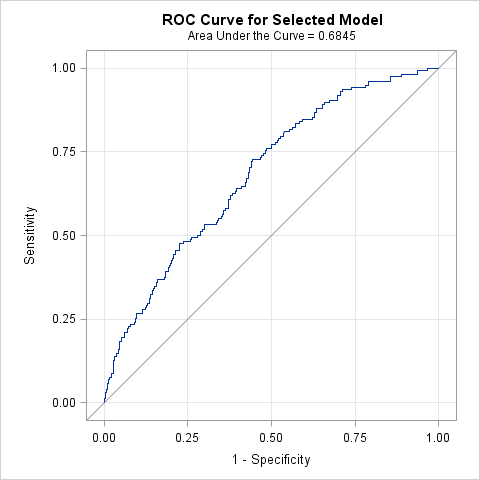 ROC Curve for Selected Model
Area Under the Curve = 0.6845
1.00
0.75
0.50
0.25
0.00
Sensitivity
0.00 0.25 0.50 0.75 1.00
1 - Specificity